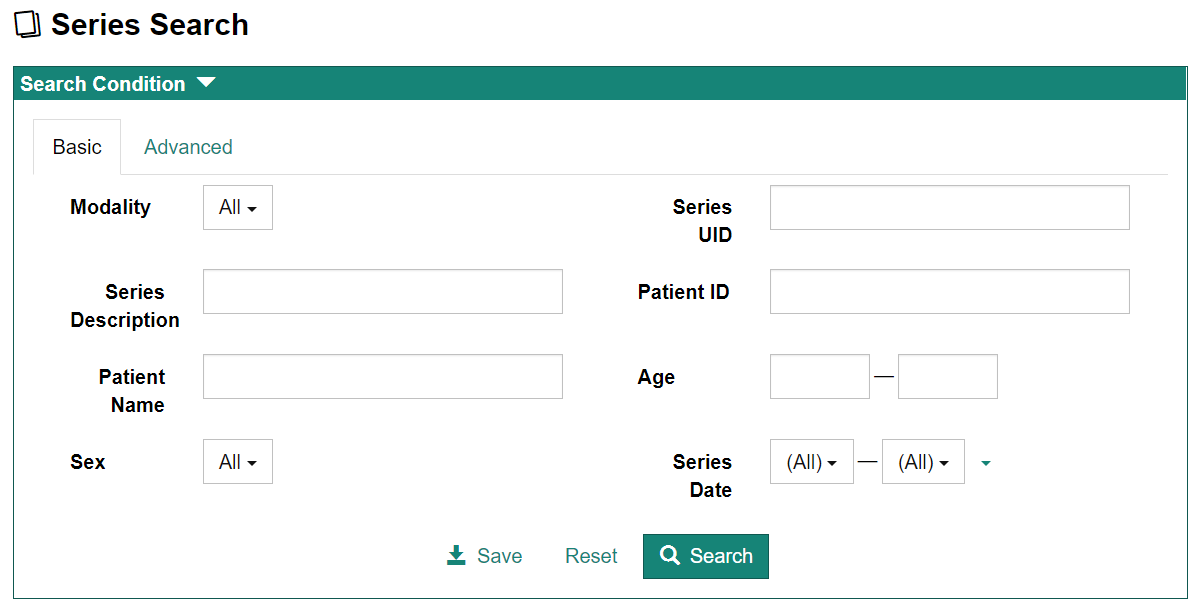 Series Search
Search Condition
Basic Advanced
Modality All Series
UID
Series Patient ID
Description
Patient Age —
Name
Sex All Series (All) — (All)
Date
Save Reset Search